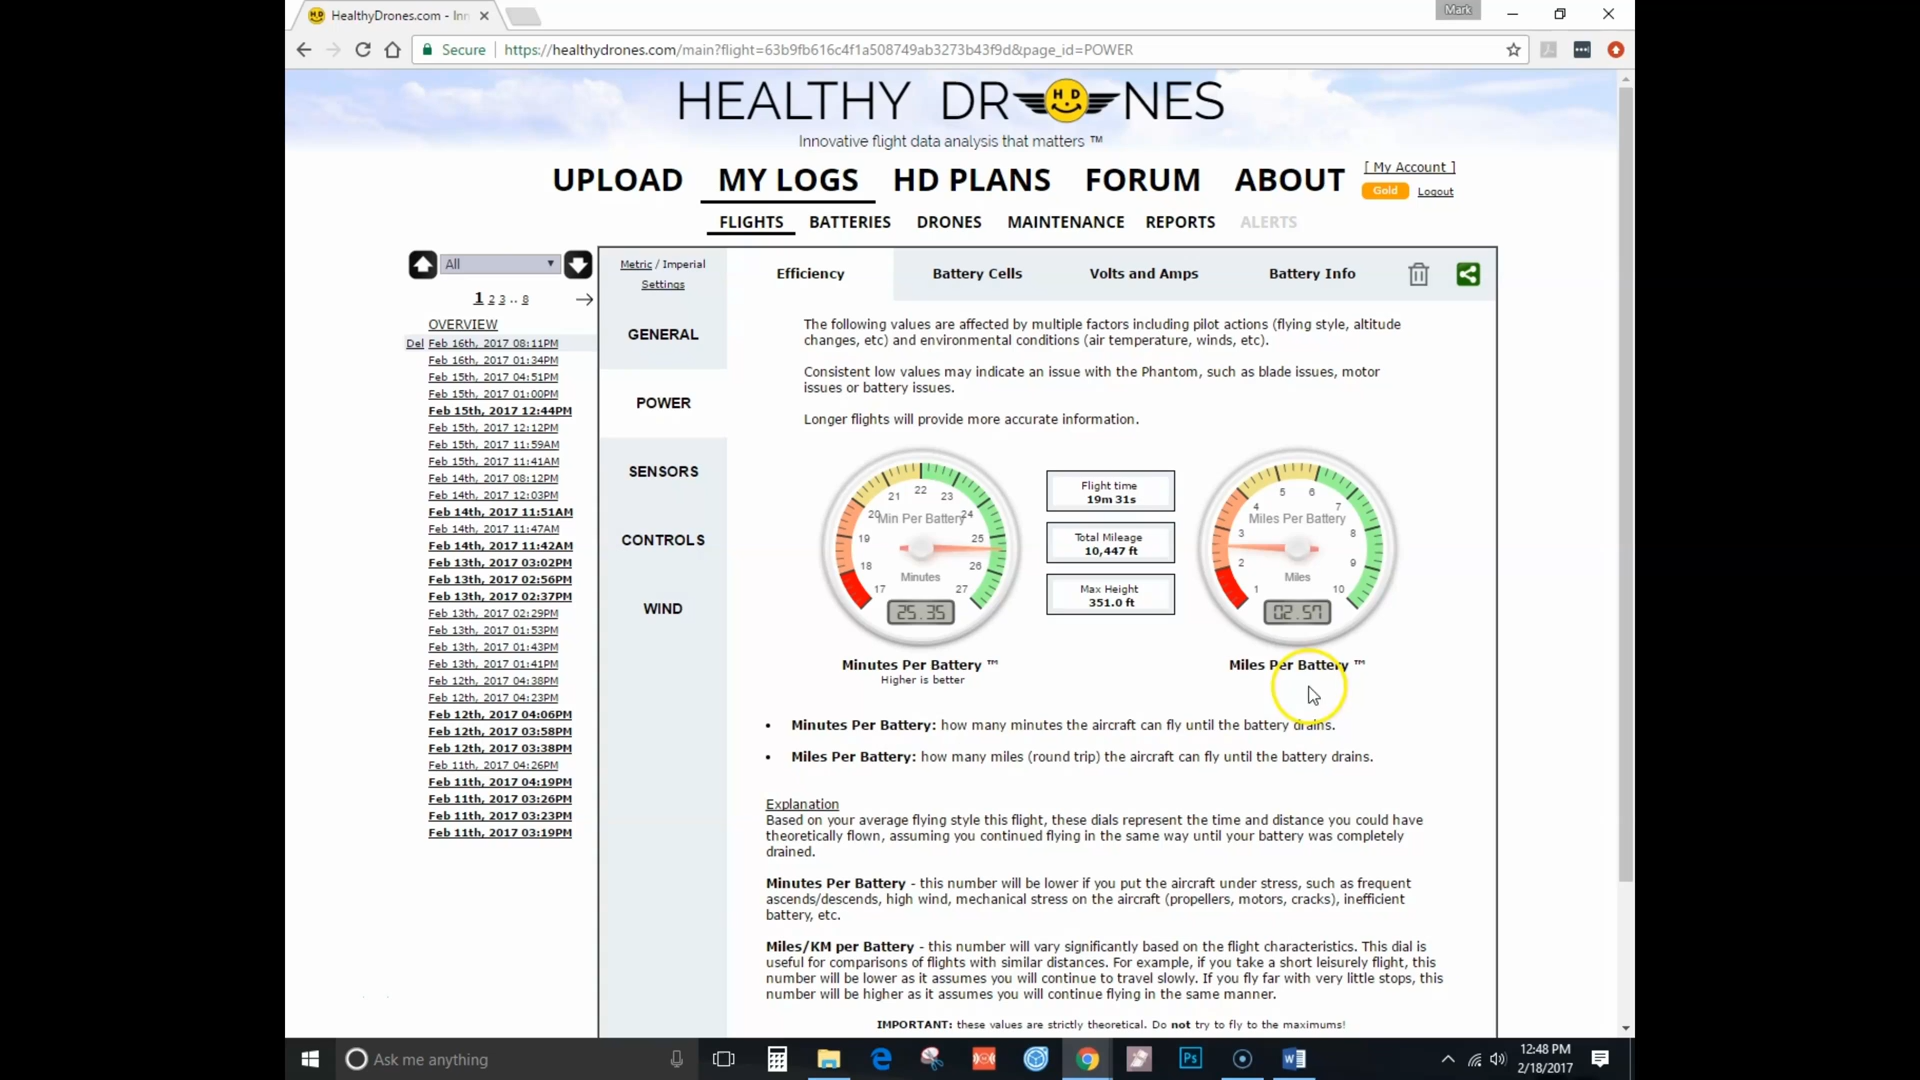 HealthyDrones.com - Inn
Mark
Secure
https://healthydrones.com/main?flight=63b9fb616c4f1a508749ab3273b43f9d&page_id=POWER
HEALTHY DR HD NES
Innovative flight data analysis that matters ™
UPLOAD MY LOGS HD PLANS FORUM ABOUT
[ My Account ]
Gold Logout
FLIGHTS BATTERIES DRONES MAINTENANCE REPORTS ALERTS
All
1 2 3 .. 8
OVERVIEW
Del Feb 16th, 2017 08:11PM
Feb 16th, 2017 01:34PM
Feb 15th, 2017 04:51PM
Feb 15th, 2017 01:00PM
Feb 15th, 2017 12:44PM
Feb 15th, 2017 12:12PM
Feb 15th, 2017 11:59AM
Feb 15th, 2017 11:41AM
Feb 14th, 2017 08:12PM
Feb 14th, 2017 12:03PM
Feb 14th, 2017 11:51AM
Feb 14th, 2017 11:47AM
Feb 14th, 2017 11:42AM
Feb 13th, 2017 03:02PM
Feb 13th, 2017 02:56PM
Feb 13th, 2017 02:37PM
Feb 13th, 2017 02:29PM
Feb 13th, 2017 01:53PM
Feb 13th, 2017 01:43PM
Feb 13th, 2017 01:41PM
Feb 12th, 2017 04:38PM
Feb 12th, 2017 04:23PM
Feb 12th, 2017 04:06PM
Feb 12th, 2017 03:58PM
Feb 12th, 2017 03:38PM
Feb 11th, 2017 04:26PM
Feb 11th, 2017 04:19PM
Feb 11th, 2017 03:26PM
Feb 11th, 2017 03:23PM
Feb 11th, 2017 03:19PM
Metric / Imperial
Settings
GENERAL
POWER
SENSORS
CONTROLS
WIND
Efficiency Battery Cells Volts and Amps Battery Info
The following values are affected by multiple factors including pilot actions (flying style, altitude
changes, etc) and environmental conditions (air temperature, winds, etc).
Consistent low values may indicate an issue with the Phantom, such as blade issues, motor
issues or battery issues.
Longer flights will provide more accurate information.
17 18 19 20 21 22 23 24 25 26 27
Min Per Battery
Minutes
25.35
Minutes Per Battery ™
Higher is better
Flight time
19m 31s
Total Mileage
10,447 ft
Max Height
351.0 ft
1 2 3 4 5 6 7 8 9 10
Miles Per Battery
Miles
02.57
Miles Per Battery ™
• Minutes Per Battery: how many minutes the aircraft can fly until the battery drains.
• Miles Per Battery: how many miles (round trip) the aircraft can fly until the battery drains.
Explanation
Based on your average flying style this flight, these dials represent the time and distance you could have
theoretically flown, assuming you continued flying in the same way until your battery was completely
drained.
Minutes Per Battery - this number will be lower if you put the aircraft under stress, such as frequent
ascends/descends, high wind, mechanical stress on the aircraft (propellers, motors, cracks), inefficient
battery, etc.
Miles/KM per Battery - this number will vary significantly based on the flight characteristics. This dial is
useful for comparisons of flights with similar distances. For example, if you take a short leisurely flight, this
number will be lower as it assumes you will continue to travel slowly. If you fly far with very little stops, this
number will be higher as it assumes you will continue flying in the same manner.
IMPORTANT: these values are strictly theoretical. Do not try to fly to the maximums!
Ask me anything
Ps
12:48 PM
2/18/2017